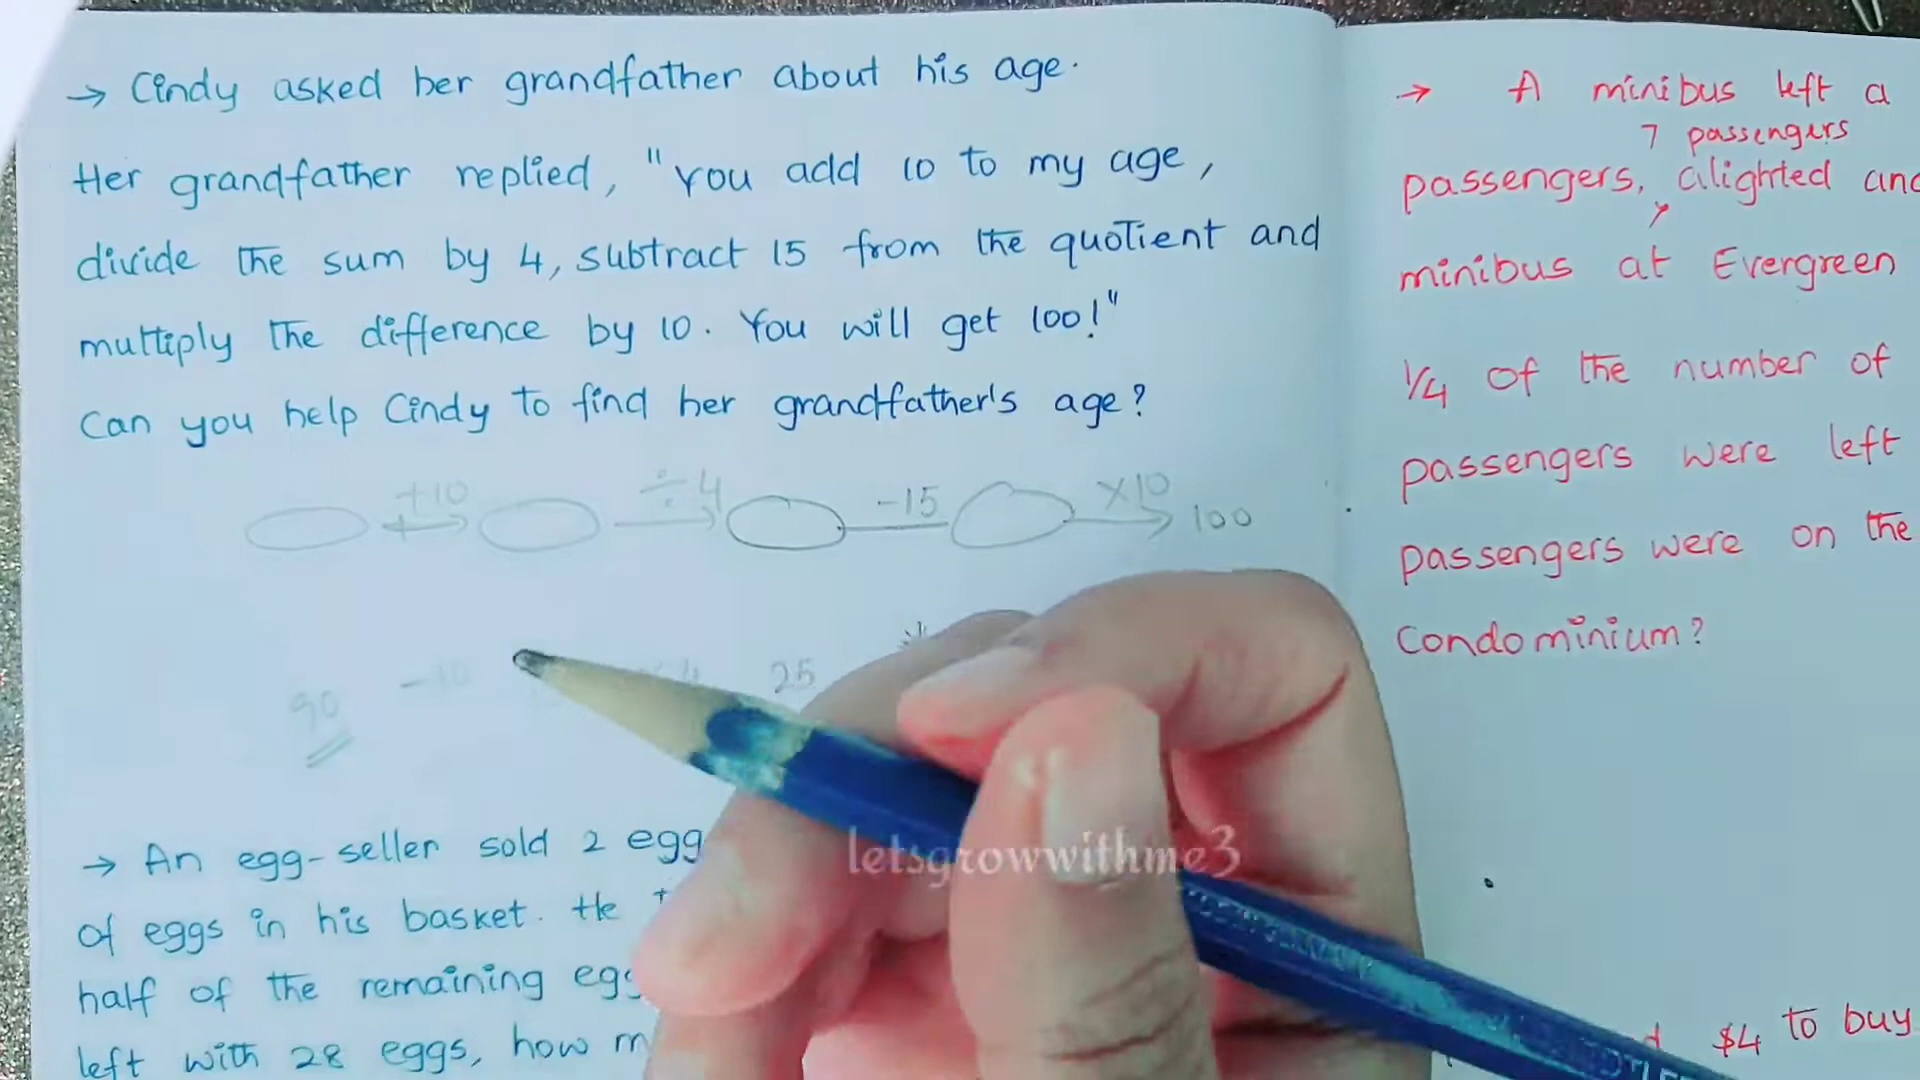 → Cindy asked her grandfather about his age.
Her grandfather replied, "You add 10 to my age,
divide the sum by 4, subtract 15 from the quotient and
multiply the difference by 10. You will get 100!"
Can you help Cindy to find her grandfather's age?
+10 ÷4 -15 ×10 100
90 -10 25
→ An egg-seller sold 2 egg
of eggs in his basket. He
half of the remaining
left with 28 eggs, how
→ A minibus left a
7 passengers
passengers, alighted and
minibus at Evergreen
1/4 of the number of
passengers were left
passengers were on the
Condominium?
$4 to buy
letsgrowwithme3